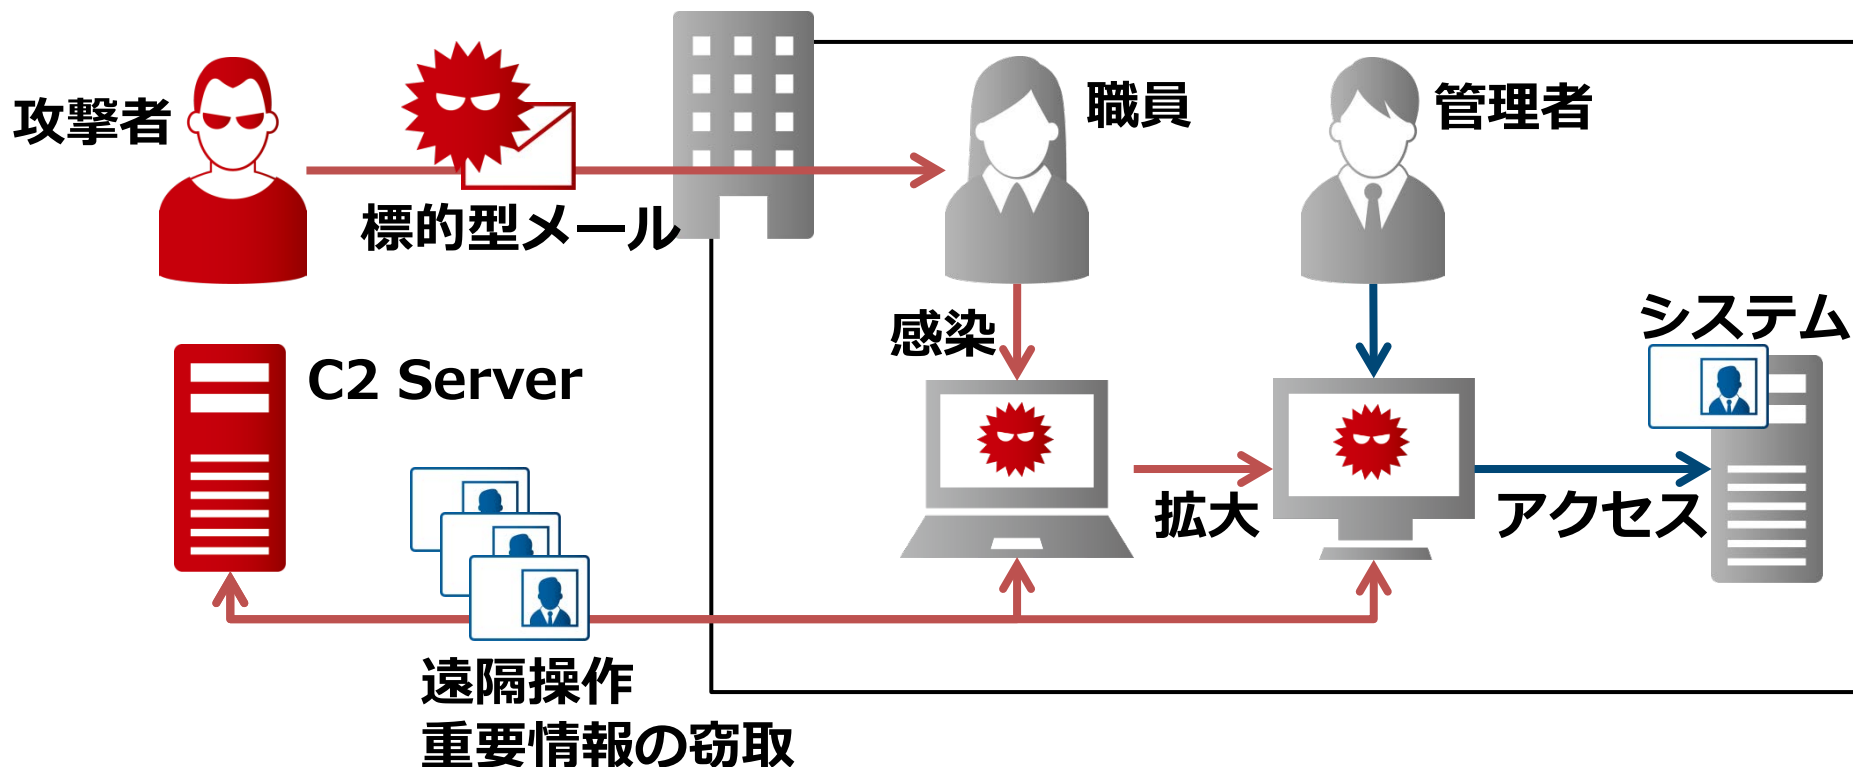 攻撃者
標的型メール
職員
管理者
感染
システム
C2 Server
拡大
アクセス
遠隔操作
重要情報の窃取